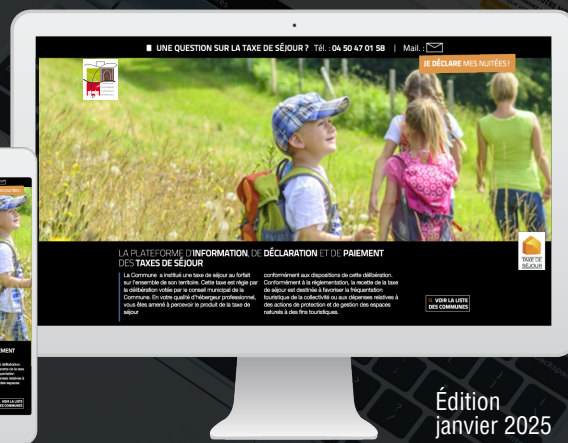 UNE QUESTION SUR LA TAXE DE SÉJOUR ? Tél. : 04 50 47 01 58 | Mail. :
JE DÉCLARE MES NUITÉES !
LA PLATEFORME D'INFORMATION, DE DÉCLARATION ET DE PAIEMENT
DES TAXES DE SÉJOUR
La Commune a institué une taxe de séjour au forfait
sur l'ensemble de son territoire. Cette taxe est régie par
la délibération votée par le conseil municipal de la
Commune. En votre qualité d'hébergeur professionnel,
vous êtes amené à percevoir le produit de la taxe de
séjour
conformément aux dispositions de cette délibération.
Conformément à la réglementation, la recette de la taxe
de séjour est destinée à favoriser la fréquentation
touristique de la collectivité ou aux dépenses relatives à
des actions de protection et de gestion des espaces
naturels à des fins touristiques.
TAXE DE
SÉJOUR
VOIR LA LISTE
DES COMMUNES
VOIR LA LISTE
DES COMMUNES
Édition
janvier 2025